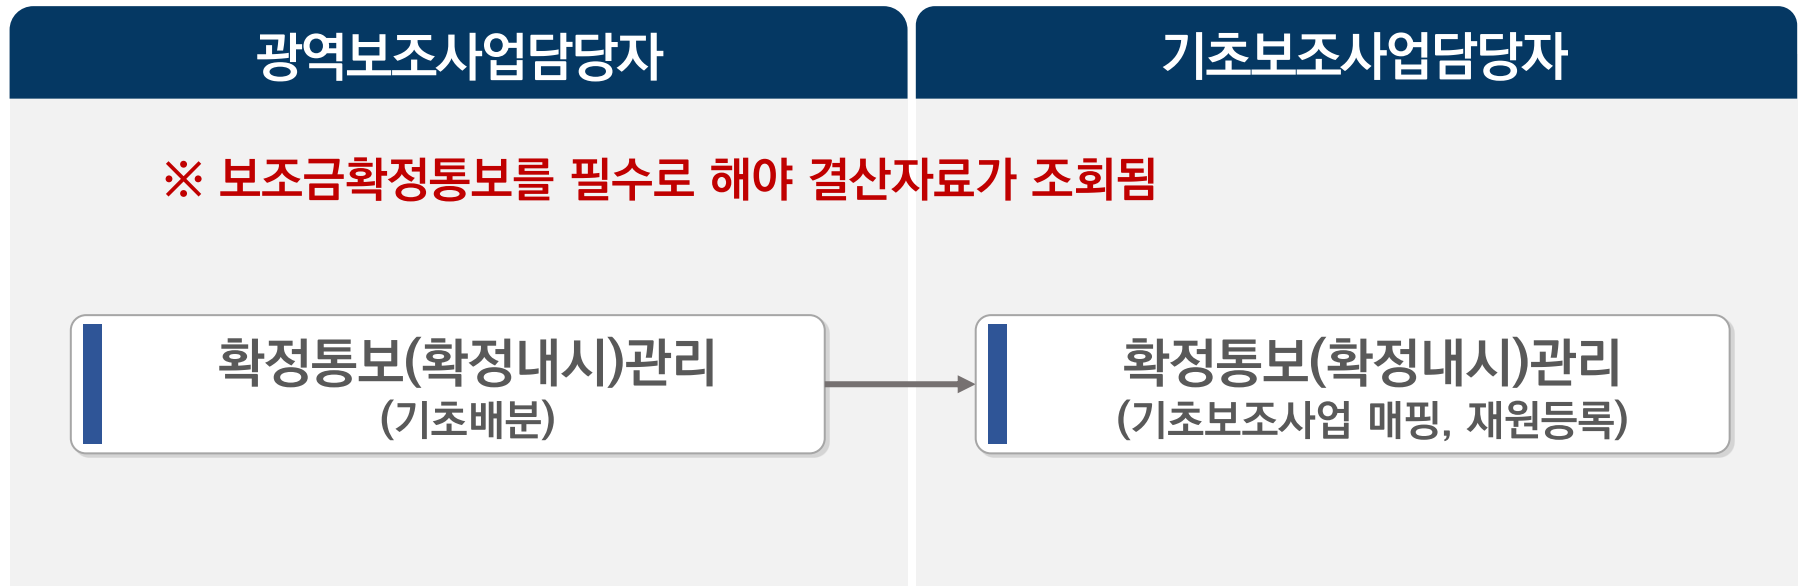 광역보조사업담당자
기초보조사업담당자
※ 보조금확정통보를 필수로 해야 결산자료가 조회됨
확정통보(확정내시)관리
(기초배분)
확정통보(확정내시)관리
(기초보조사업 매핑, 재원등록)